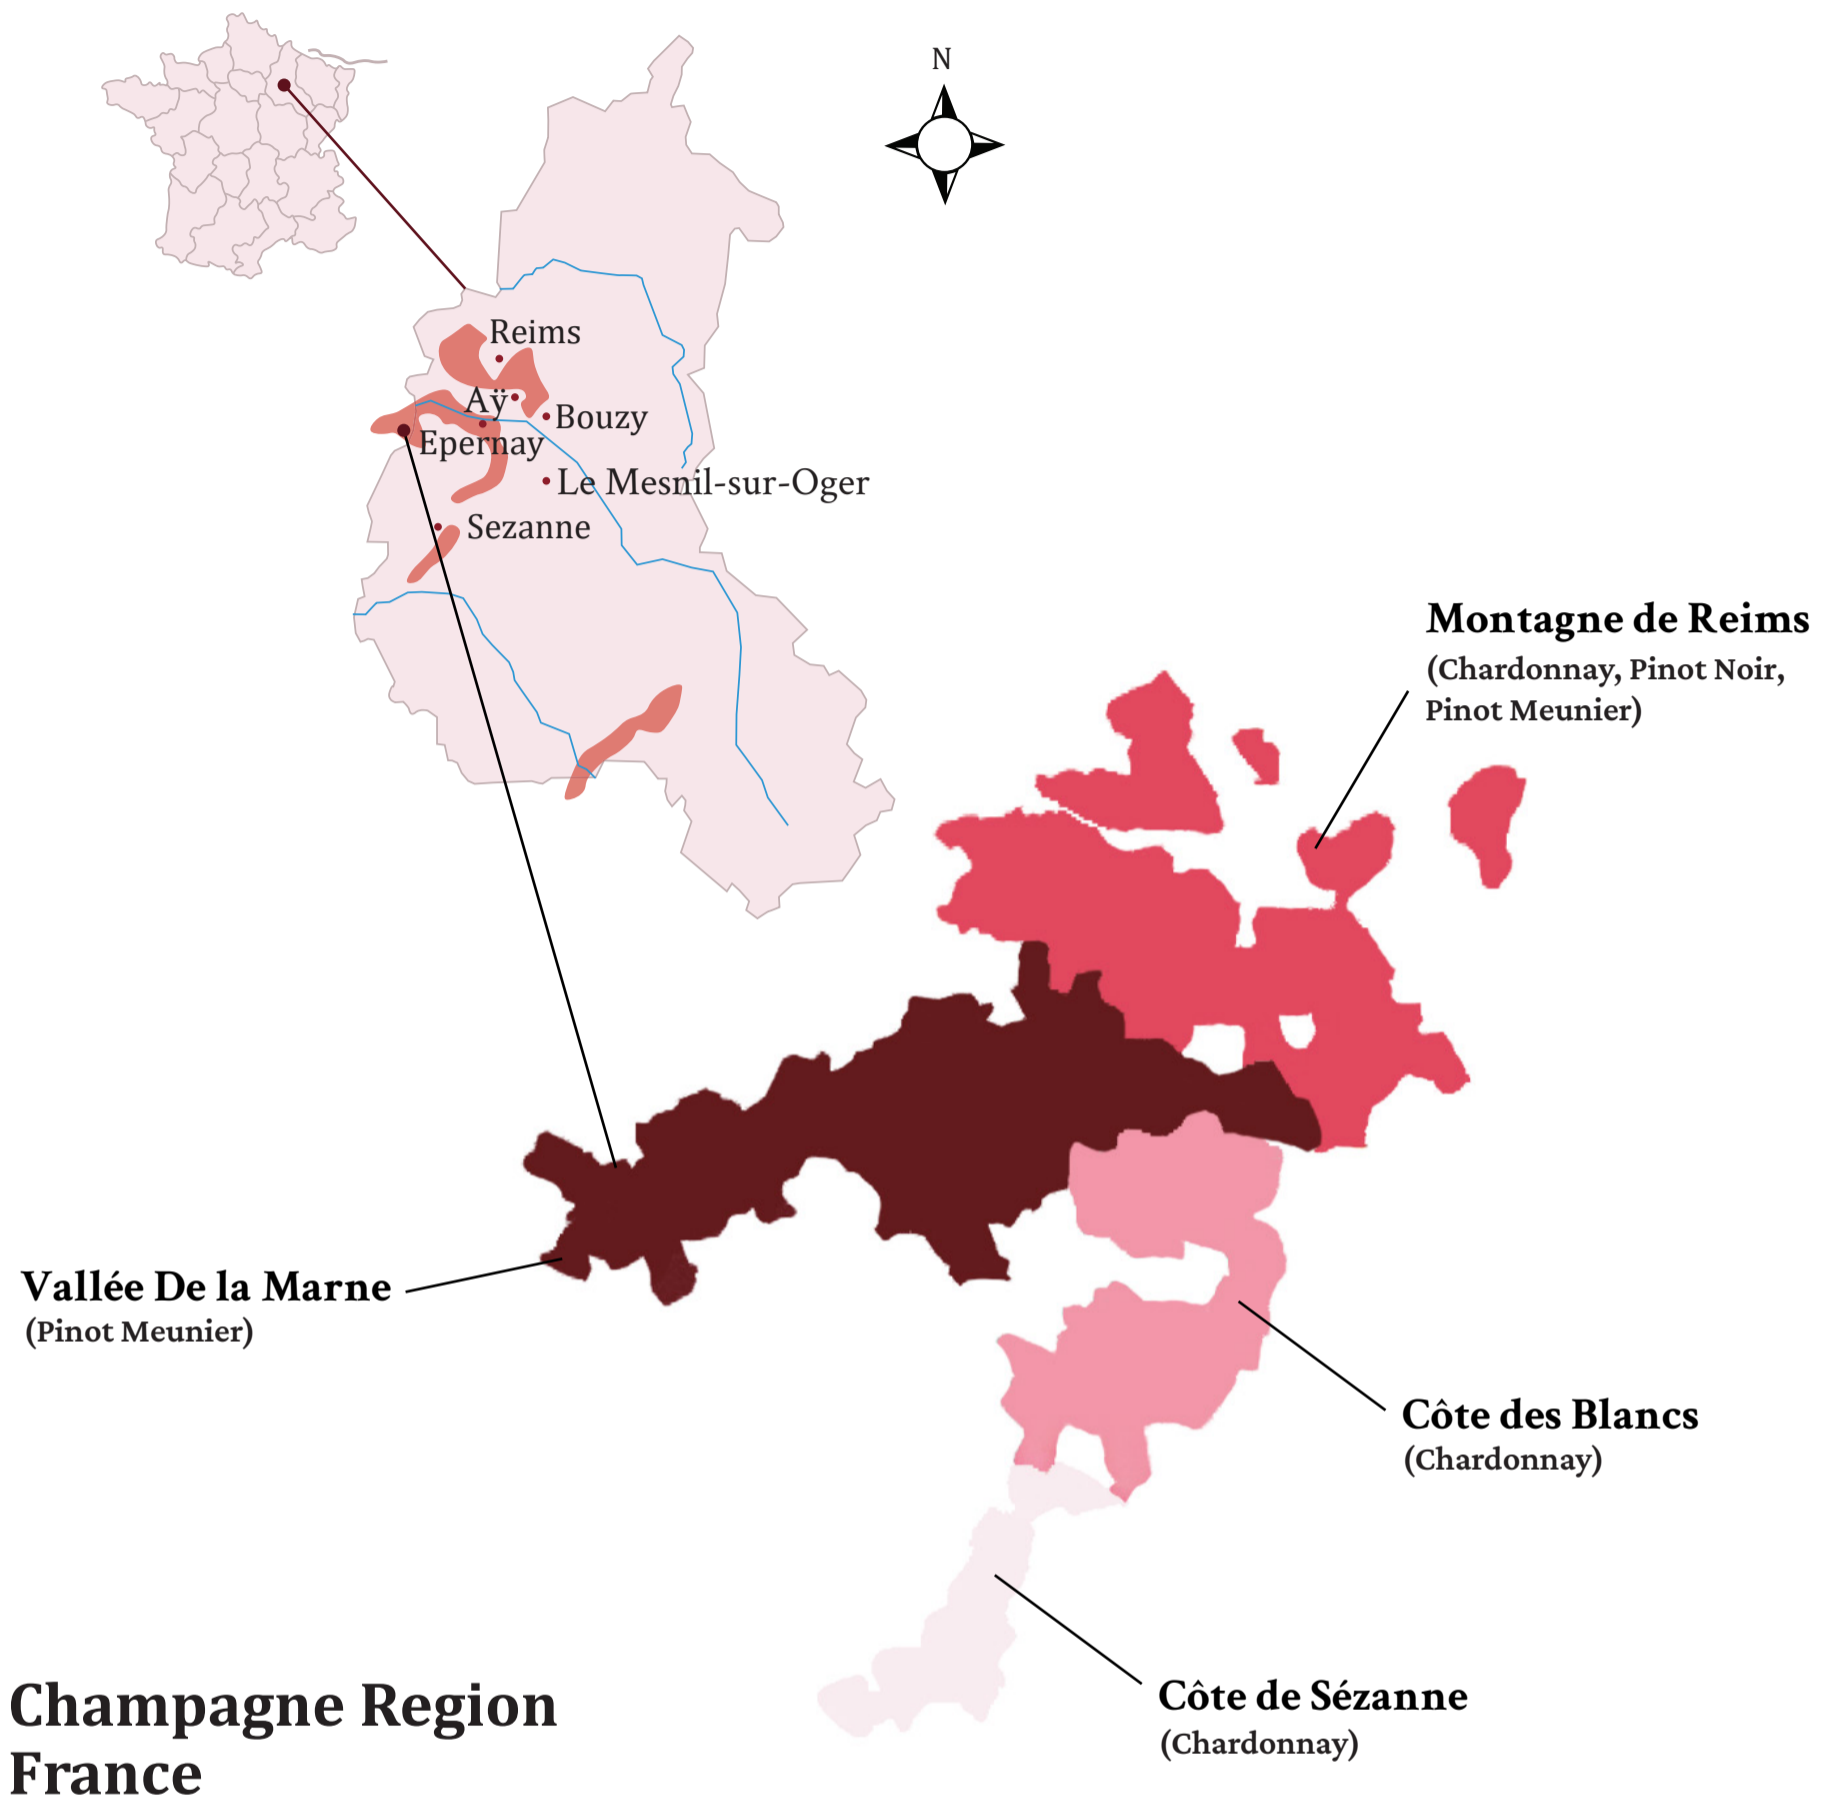 N
Reims
Aÿ
Bouzy
Epernay
Le Mesnil-sur-Oger
Sezanne
Montagne de Reims
(Chardonnay, Pinot Noir,
Pinot Meunier)
Vallée De la Marne
(Pinot Meunier)
Côte des Blancs
(Chardonnay)
Côte de Sézanne
(Chardonnay)
Champagne Region
France